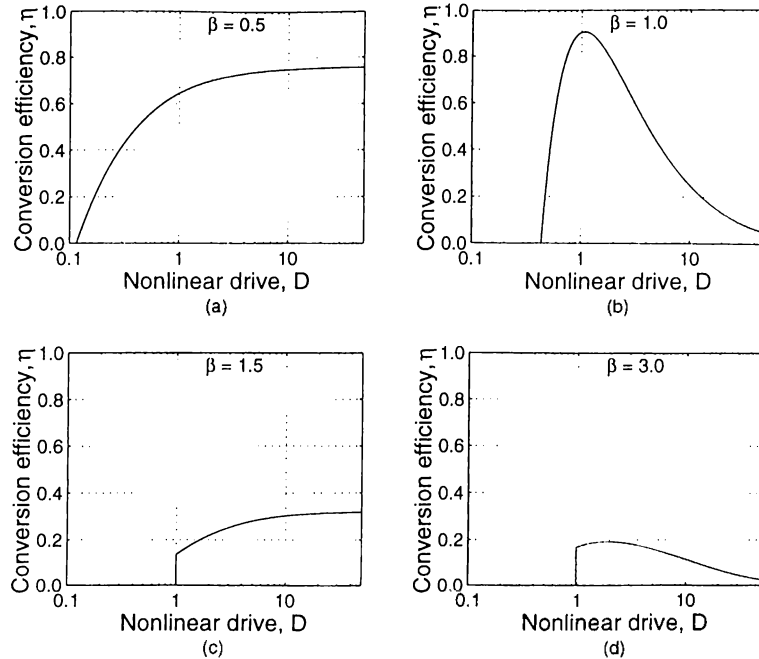 β = 0.5
Conversion efficiency, η
1.0
0.8
0.6
0.4
0.2
0.0
0.1
1
10
Nonlinear drive, D
(a)
β = 1.0
Conversion efficiency, η
1.0
0.8
0.6
0.4
0.2
0.0
0.1
1
10
Nonlinear drive, D
(b)
β = 1.5
Conversion efficiency, η
1.0
0.8
0.6
0.4
0.2
0.0
0.1
1
10
Nonlinear drive, D
(c)
β = 3.0
Conversion efficiency, η
1.0
0.8
0.6
0.4
0.2
0.0
0.1
1
10
Nonlinear drive, D
(d)